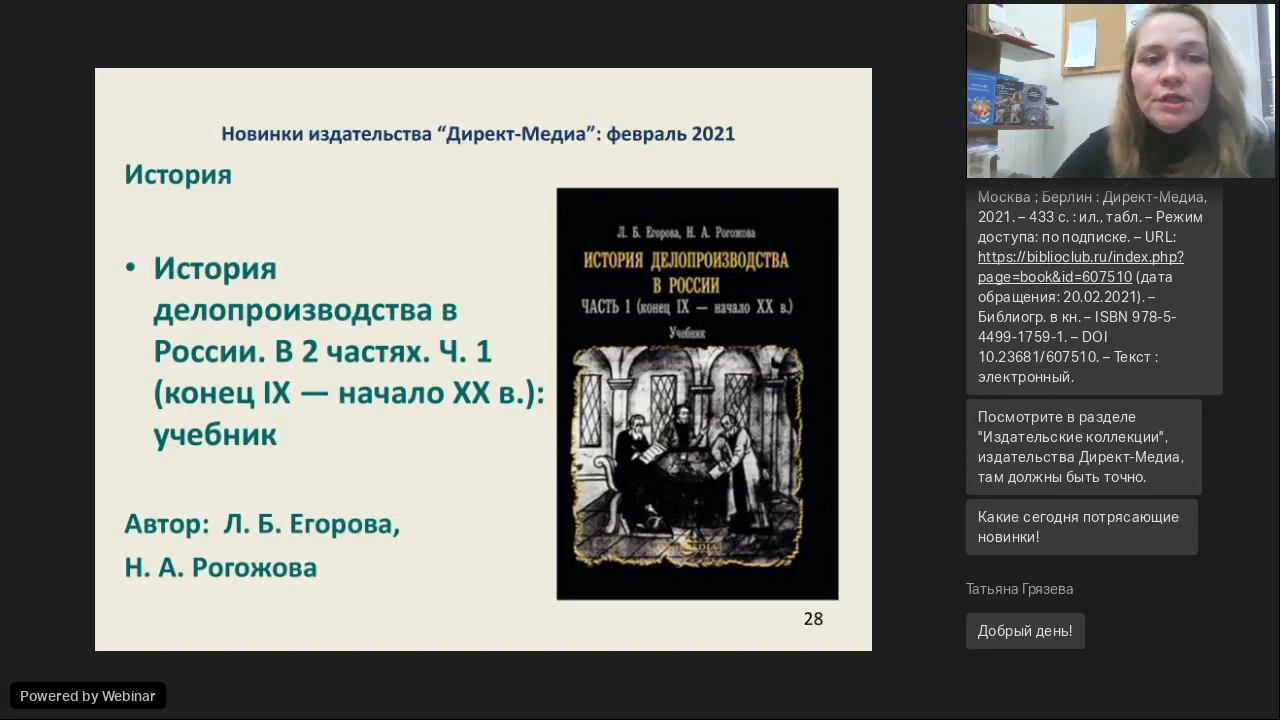 Новинки издательства “Директ-Медиа”: февраль 2021
История
• История
делопроизводства в
России. В 2 частях. Ч. 1
(конец IX — начало XX в.):
учебник
Автор: Л. Б. Егорова,
Н. А. Рогожова
Л. Б. Егорова, Н. А. Рогожова
ИСТОРИЯ ДЕЛОПРОИЗВОДСТВА
В РОССИИ
ЧАСТЬ 1 (конец IX — начало XX в.)
Учебник
28
Москва ; Берлин : Директ-Медиа,
2021. – 433 с. : ил., табл. – Режим
доступа: по подписке. – URL:
https://biblioclub.ru/index.php?
page=book&id=607510 (дата
обращения: 20.02.2021). –
Библиогр. в кн. – ISBN 978-5-
4499-1759-1. – DOI
10.23681/607510. – Текст :
электронный.
Посмотрите в разделе
"Издательские коллекции",
издательства Директ-Медиа,
там должны быть точно.
Какие сегодня потрясающие
новинки!
Татьяна Грязева
Добрый день!
Powered by Webinar